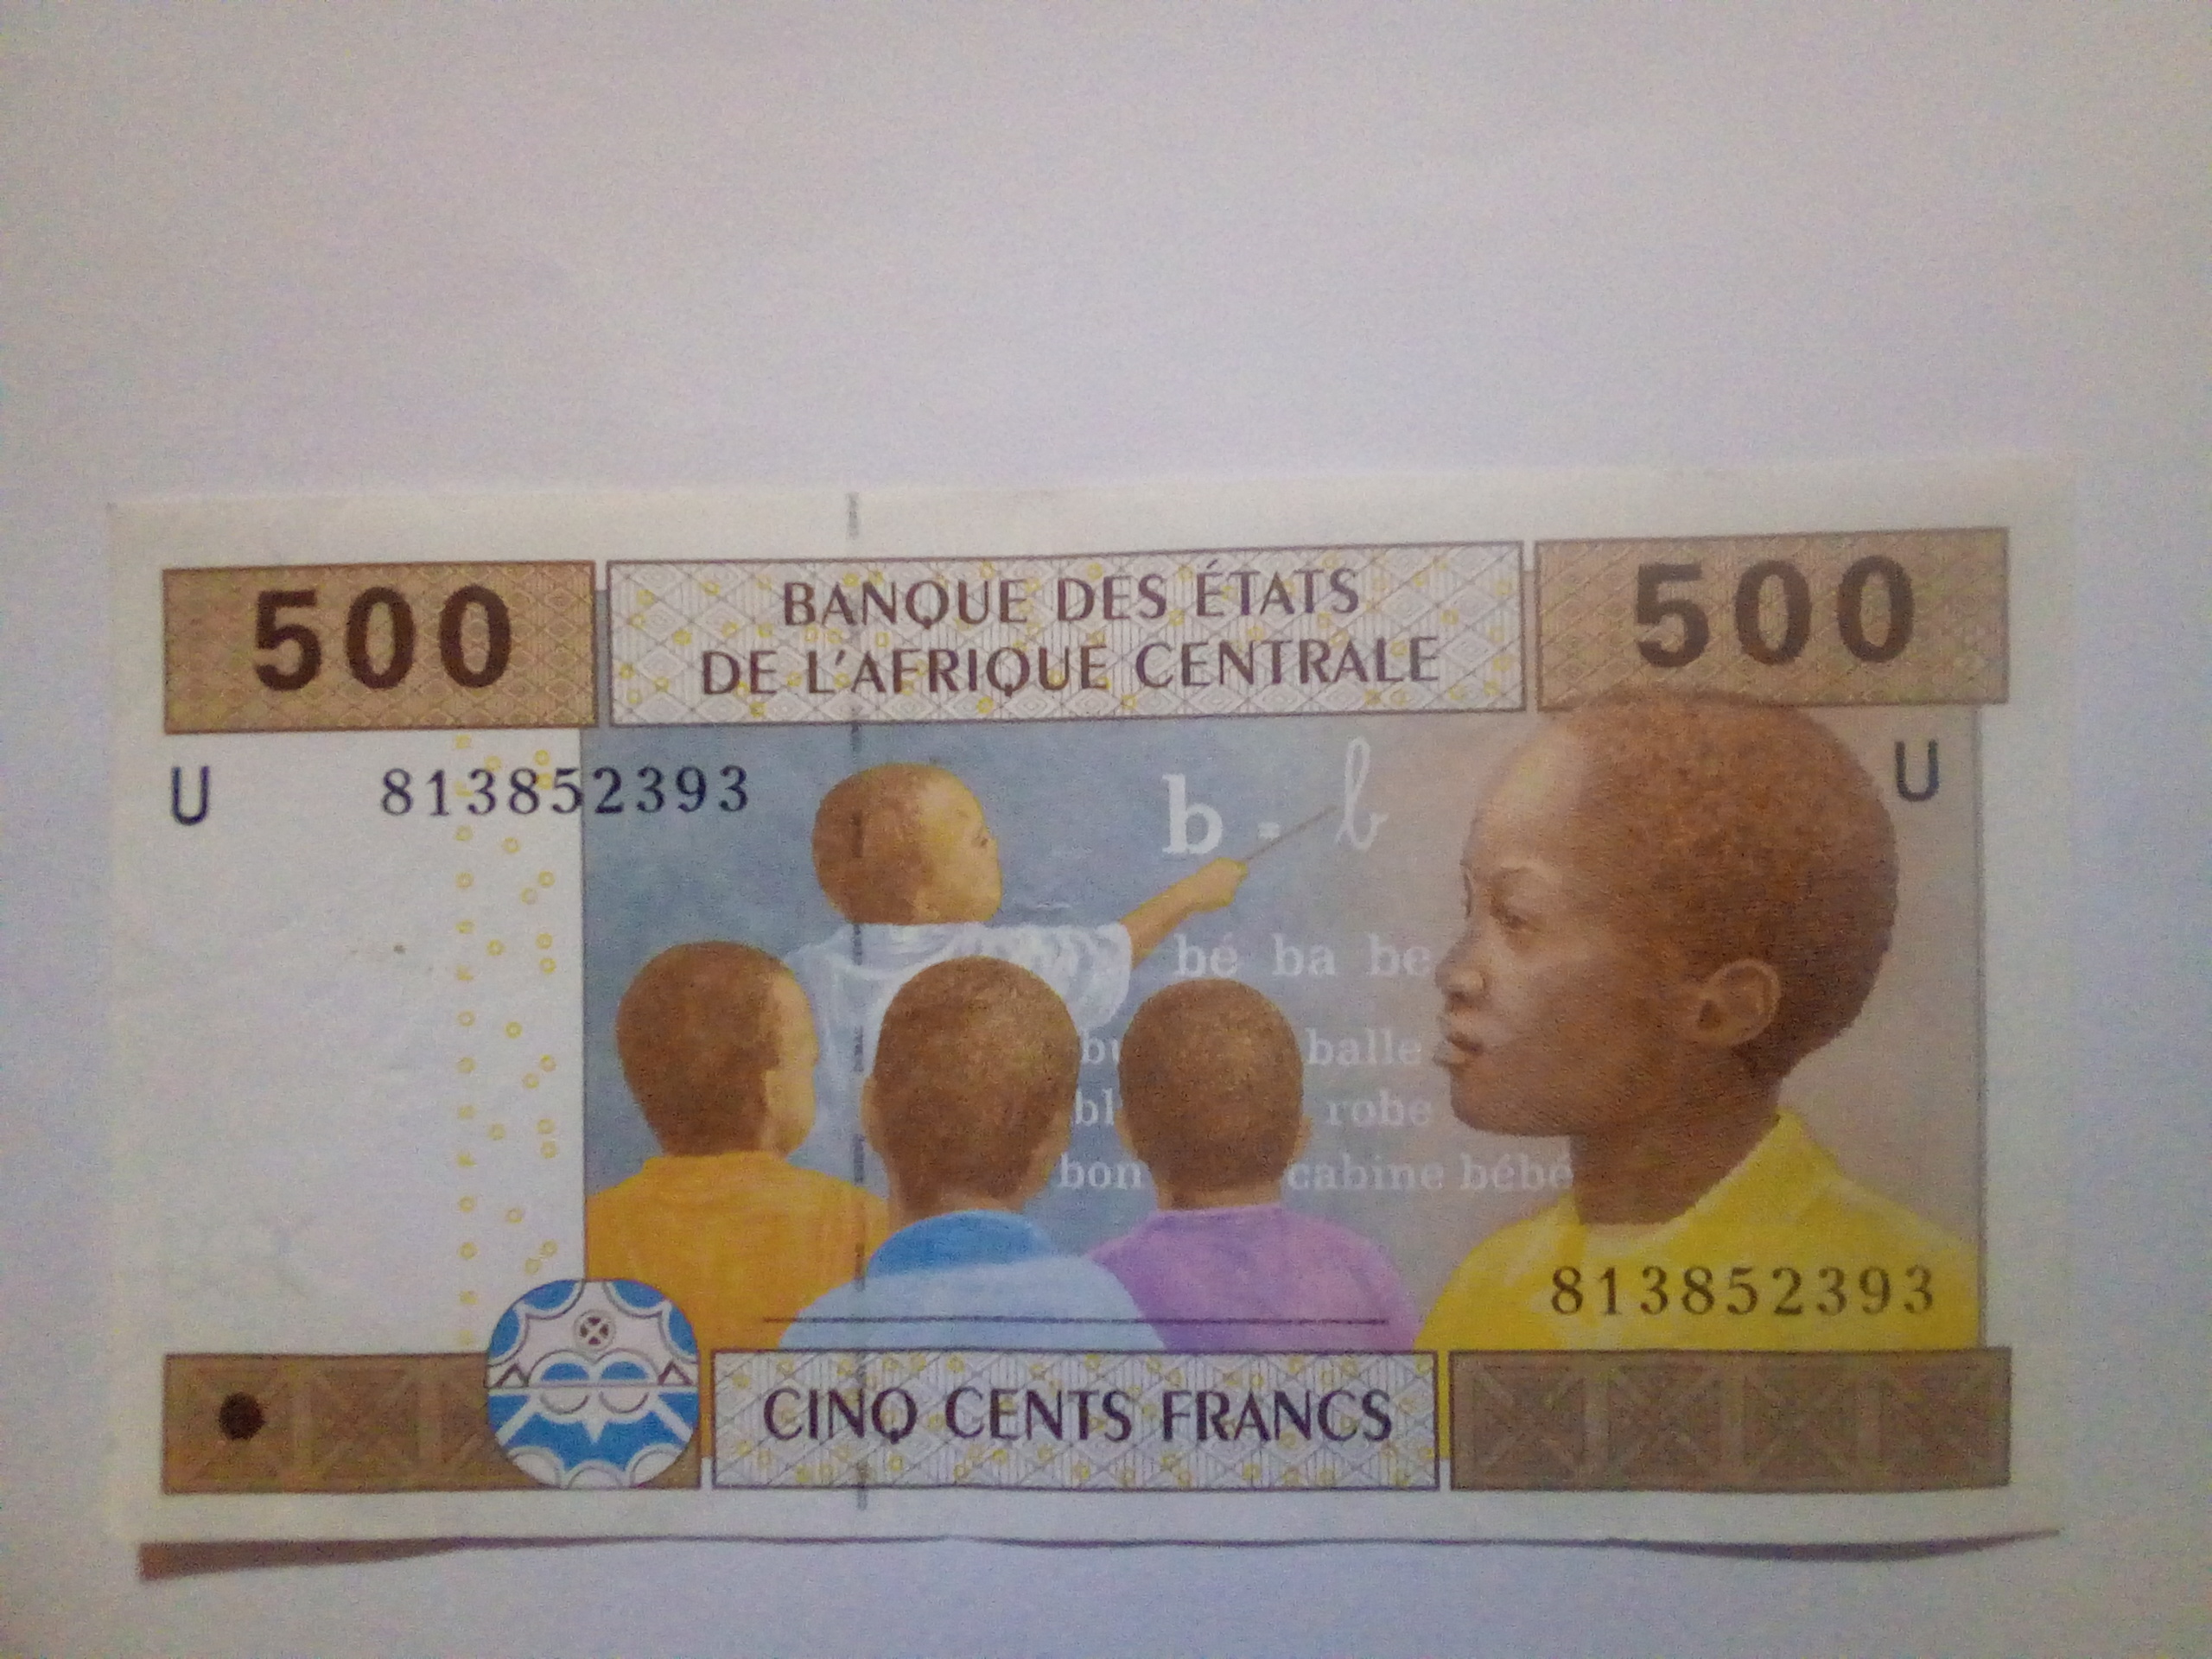 500
BANQUE DES ÉTATS
DE L'AFRIQUE CENTRALE
500
U
813852393
U
b - b
bé ba be
balle
robe
bon cabine bébé
813852393
CINQ CENTS FRANCS